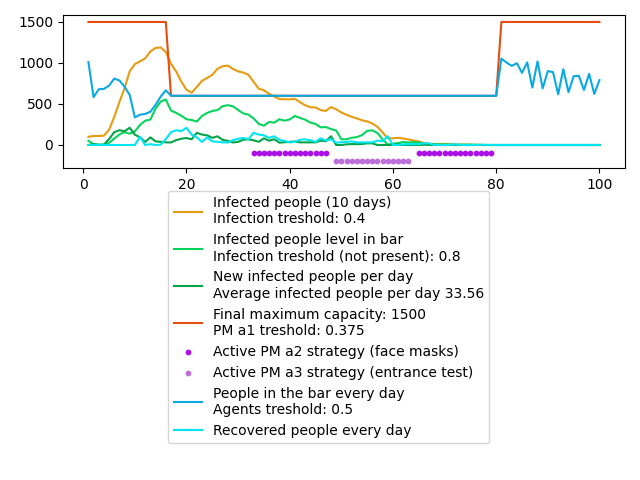 1500
1000
500
0
0
20
40
60
80
100
Infected people (10 days)
Infection treshold: 0.4
Infected people level in bar
Infection treshold (not present): 0.8
New infected people per day
Average infected people per day 33.56
Final maximum capacity: 1500
PM a1 treshold: 0.375
Active PM a2 strategy (face masks)
Active PM a3 strategy (entrance test)
People in the bar every day
Agents treshold: 0.5
Recovered people every day